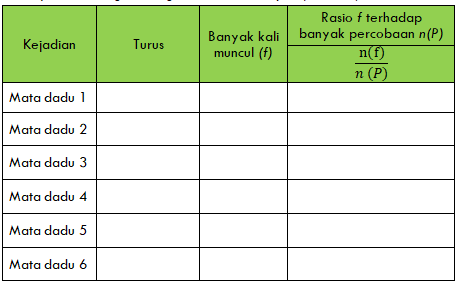 Kejadian
Turus
Banyak kali
muncul (f)
Rasio f terhadap
banyak percobaan n(P)
n(f)
n (P)
Mata dadu 1
Mata dadu 2
Mata dadu 3
Mata dadu 4
Mata dadu 5
Mata dadu 6